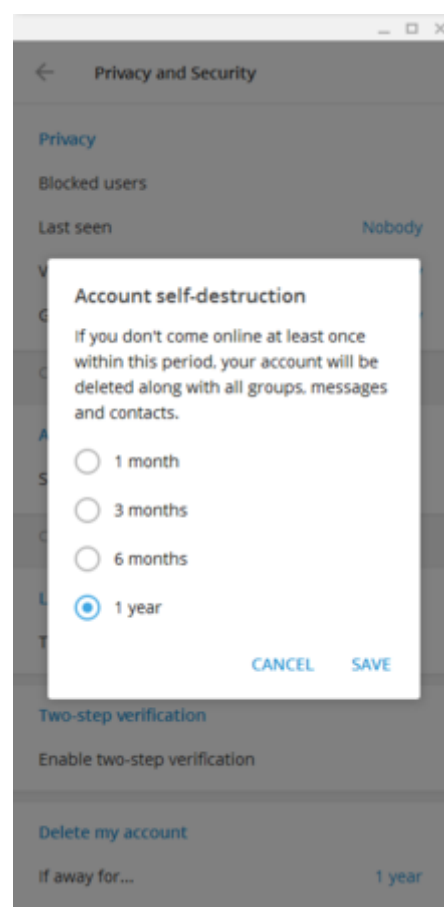 Privacy and Security
Privacy
Blocked users
Last seen Nobody
Account self-destruction
If you don't come online at least once
within this period, your account will be
deleted along with all groups, messages
and contacts.
1 month
3 months
6 months
1 year
CANCEL SAVE
Two-step verification
Enable two-step verification
Delete my account
If away for... 1 year